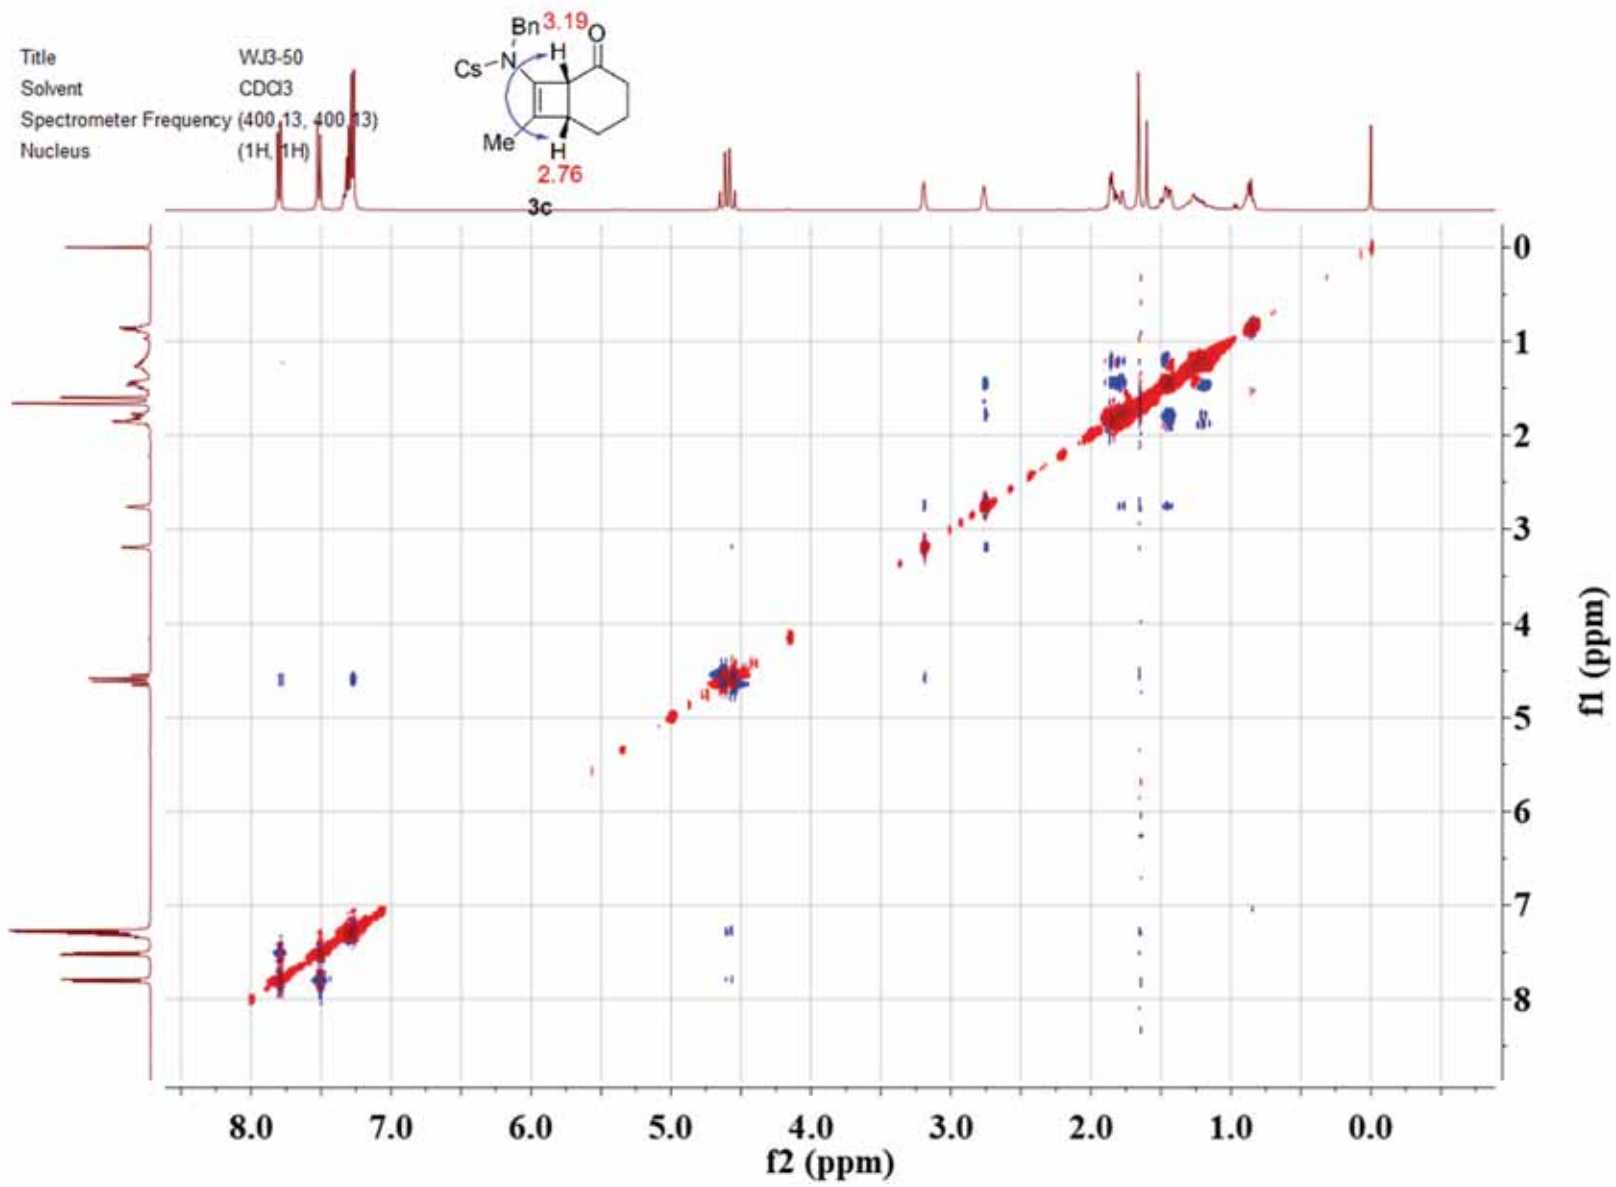 Title WJ3-50
Solvent CDCl3
Spectrometer Frequency (400.13, 400.13)
Nucleus (1H, 1H)
Bn 3.19 O
H
Cs N
Me
H
2.76
3c
0
1
2
3
4
5
6
7
8
f1 (ppm)
8.0 7.0 6.0 5.0 4.0 3.0 2.0 1.0 0.0
f2 (ppm)